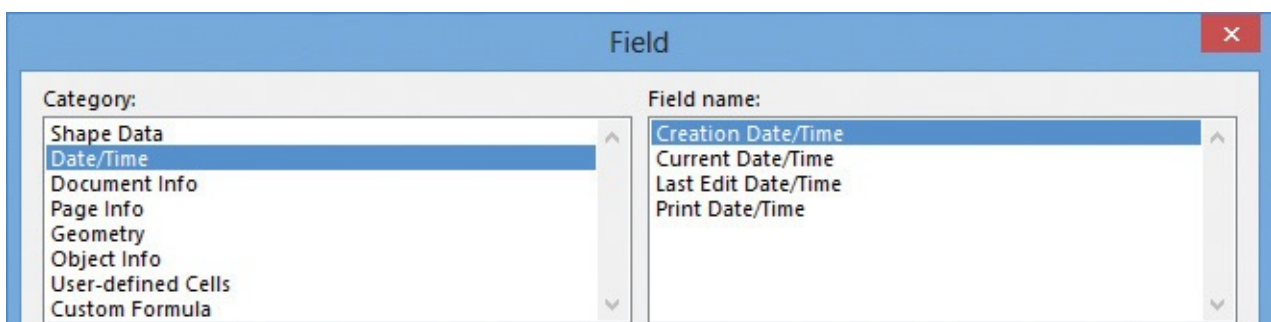 Field
Category:
Shape Data
Date/Time
Document Info
Page Info
Geometry
Object Info
User-defined Cells
Custom Formula
Field name:
Creation Date/Time
Current Date/Time
Last Edit Date/Time
Print Date/Time